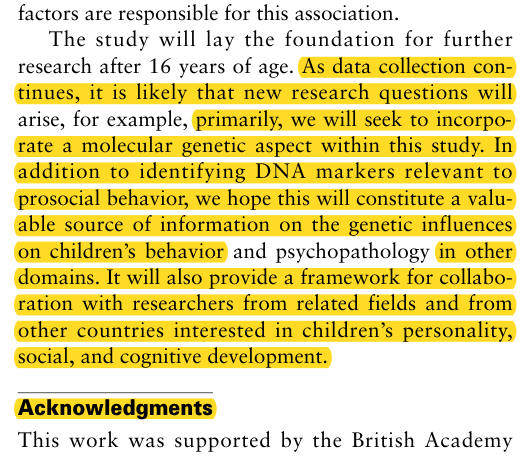 factors are responsible for this association.
The study will lay the foundation for further
research after 16 years of age. As data collection con-
tinues, it is likely that new research questions will
arise, for example, primarily, we will seek to incorpo-
rate a molecular genetic aspect within this study. In
addition to identifying DNA markers relevant to
prosocial behavior, we hope this will constitute a valu-
able source of information on the genetic influences
on children's behavior and psychopathology in other
domains. It will also provide a framework for collabo-
ration with researchers from related fields and from
other countries interested in children's personality,
social, and cognitive development.
Acknowledgments
This work was supported by the British Academy